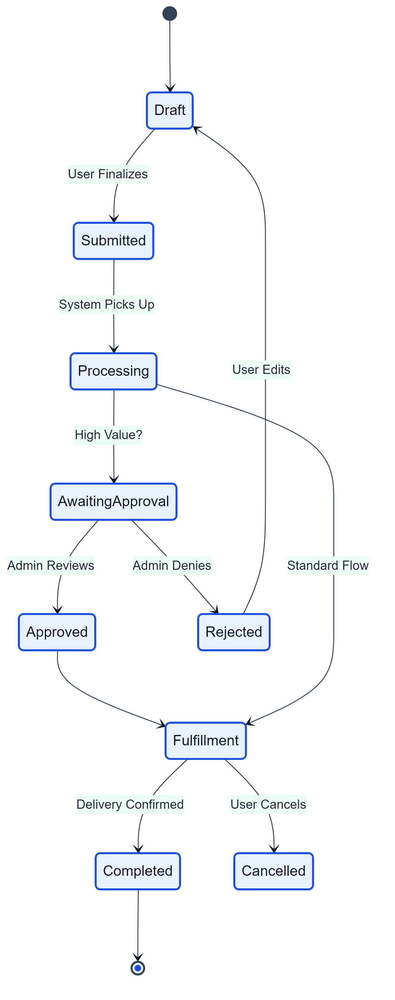 Draft
User Finalizes
Submitted
System Picks Up
User Edits
Processing
High Value?
AwaitingApproval
Admin Reviews
Admin Denies
Standard Flow
Approved
Rejected
Fulfillment
Delivery Confirmed
User Cancels
Completed
Cancelled